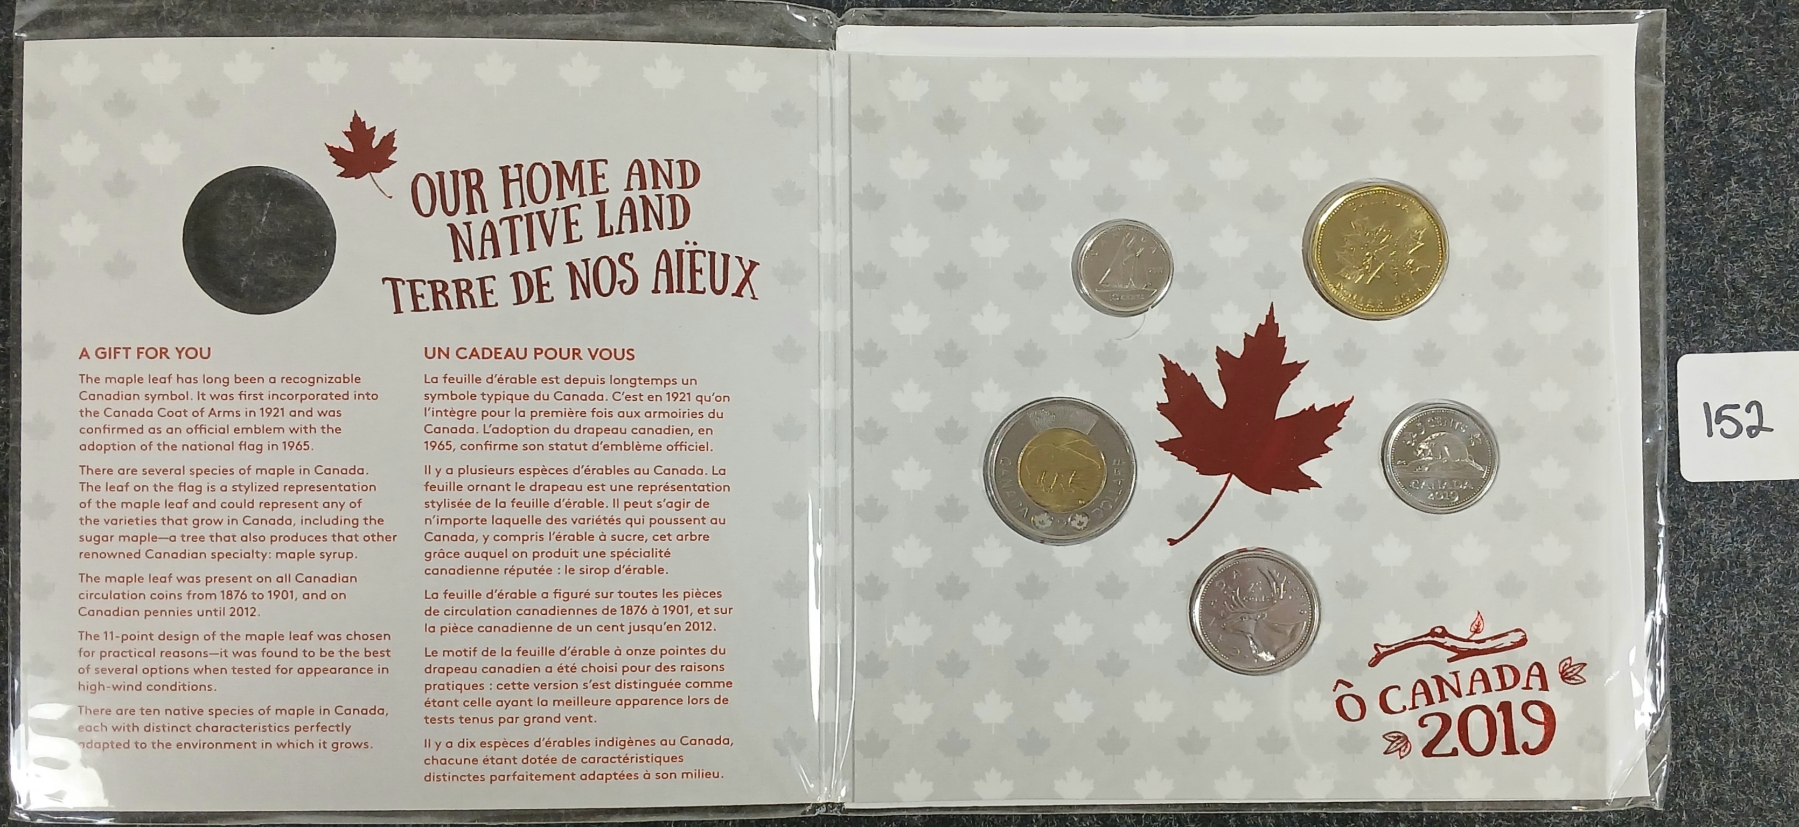 OUR HOME AND
NATIVE LAND
TERRE DE NOS AÏEUX
A GIFT FOR YOU
The maple leaf has long been a recognizable
Canadian symbol. It was first incorporated into
the Canada Coat of Arms in 1921 and was
confirmed as an official emblem with the
adoption of the national flag in 1965.
There are several species of maple in Canada.
The leaf on the flag is a stylized representation
of the maple leaf and could represent any of
the varieties that grow in Canada, including the
sugar maple—a tree that also produces that other
renowned Canadian specialty: maple syrup.
The maple leaf was present on all Canadian
circulation coins from 1876 to 1901, and on
Canadian pennies until 2012.
The 11-point design of the maple leaf was chosen
for practical reasons—it was found to be the best
of several options when tested for appearance in
high-wind conditions.
There are ten native species of maple in Canada,
each with distinct characteristics perfectly
adapted to the environment in which it grows.
UN CADEAU POUR VOUS
La feuille d'érable est depuis longtemps un
symbole typique du Canada. C'est en 1921 qu'on
l'intègre pour la première fois aux armoiries du
Canada. L'adoption du drapeau canadien, en
1965, confirme son statut d'emblème officiel.
Il y a plusieurs espèces d'érables au Canada. La
feuille ornant le drapeau est une représentation
stylisée de la feuille d'érable. Il peut s'agir de
n'importe laquelle des variétés qui poussent au
Canada, y compris l'érable à sucre, cet arbre
grâce auquel on produit une spécialité
canadienne réputée : le sirop d'érable.
La feuille d'érable a figuré sur toutes les pièces
de circulation canadiennes de 1876 à 1901, et sur
la pièce canadienne de un cent jusqu'en 2012.
Le motif de la feuille d'érable à onze pointes du
drapeau canadien a été choisi pour des raisons
pratiques : cette version s'est distinguée comme
étant celle ayant la meilleure apparence lors de
tests tenus par grand vent.
Il y a dix espèces d'érables indigènes au Canada,
chacune étant dotée de caractéristiques
distinctes parfaitement adaptées à son milieu.
CANADA
DOLLAR
5 CENTS
CANADA
2019
CANADA
25
CENTS
Ô CANADA
2019
152